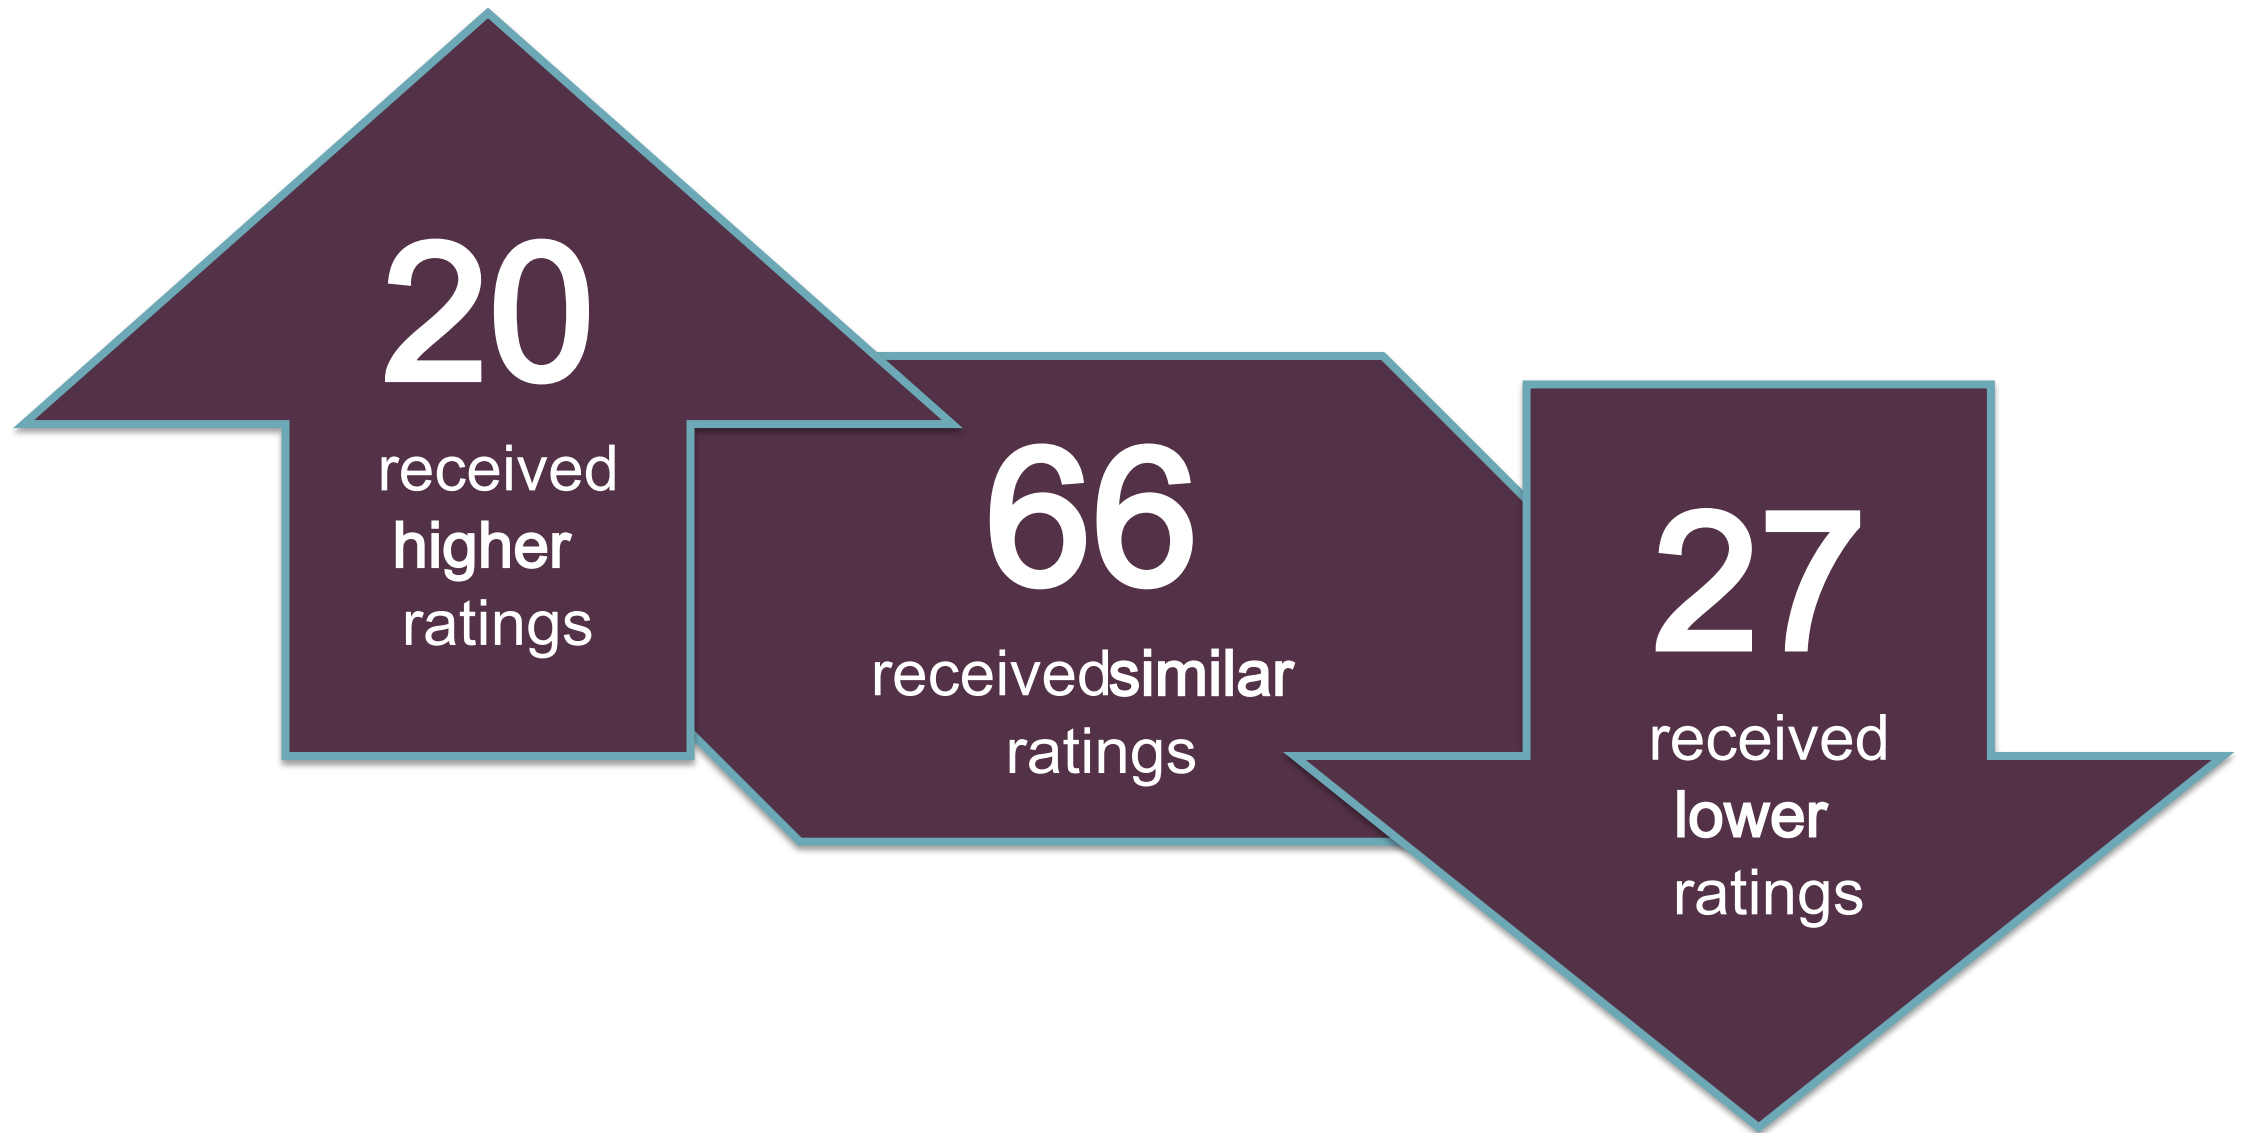 20
received
higher
ratings
66
receivedsimilar
ratings
27
received
lower
ratings